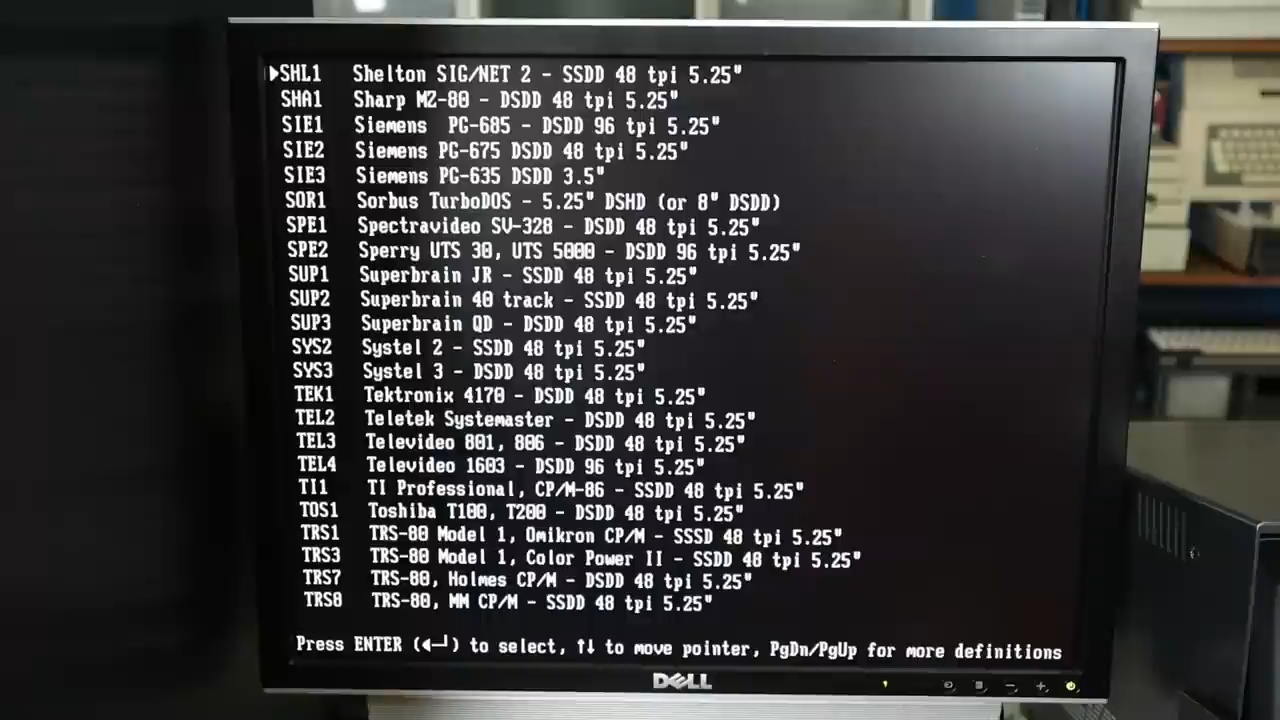 SHL1 Shelton SIG/NET 2 - SSDD 48 tpi 5.25"
SHA1 Sharp MZ-80 - DSDD 48 tpi 5.25"
SIE1 Siemens PG-685 - DSDD 96 tpi 5.25"
SIE2 Siemens PG-675 DSDD 48 tpi 5.25"
SIE3 Siemens PG-635 DSDD 3.5"
SOR1 Sorbus TurboDOS - 5.25" DSHD (or 8" DSDD)
SPE1 Spectravideo SV-328 - DSDD 48 tpi 5.25"
SPE2 Sperry UTS 30, UTS 5000 - DSDD 96 tpi 5.25"
SUP1 Superbrain JR - SSDD 48 tpi 5.25"
SUP2 Superbrain 40 track - SSDD 48 tpi 5.25"
SUP3 Superbrain QD - DSDD 48 tpi 5.25"
SYS2 Systel 2 - SSDD 48 tpi 5.25"
SYS3 Systel 3 - DSDD 48 tpi 5.25"
TEK1 Tektronix 4170 - DSDD 48 tpi 5.25"
TEL2 Teletek Systemaster - DSDD 48 tpi 5.25"
TEL3 Televideo 801, 806 - DSDD 48 tpi 5.25"
TEL4 Televideo 1603 - DSDD 96 tpi 5.25"
TI1 TI Professional, CP/M-86 - SSDD 48 tpi 5.25"
TOS1 Toshiba T100, T200 - DSDD 48 tpi 5.25"
TRS1 TRS-80 Model 1, Omikron CP/M - SSSD 48 tpi 5.25"
TRS3 TRS-80 Model 1, Color Power II - SSDD 48 tpi 5.25"
TRS7 TRS-80, Holmes CP/M - DSDD 48 tpi 5.25"
TRS8 TRS-80, MM CP/M - SSDD 48 tpi 5.25"
Press ENTER (◄─┘) to select, ↑↓ to move pointer, PgDn/PgUp for more definitions
DELL